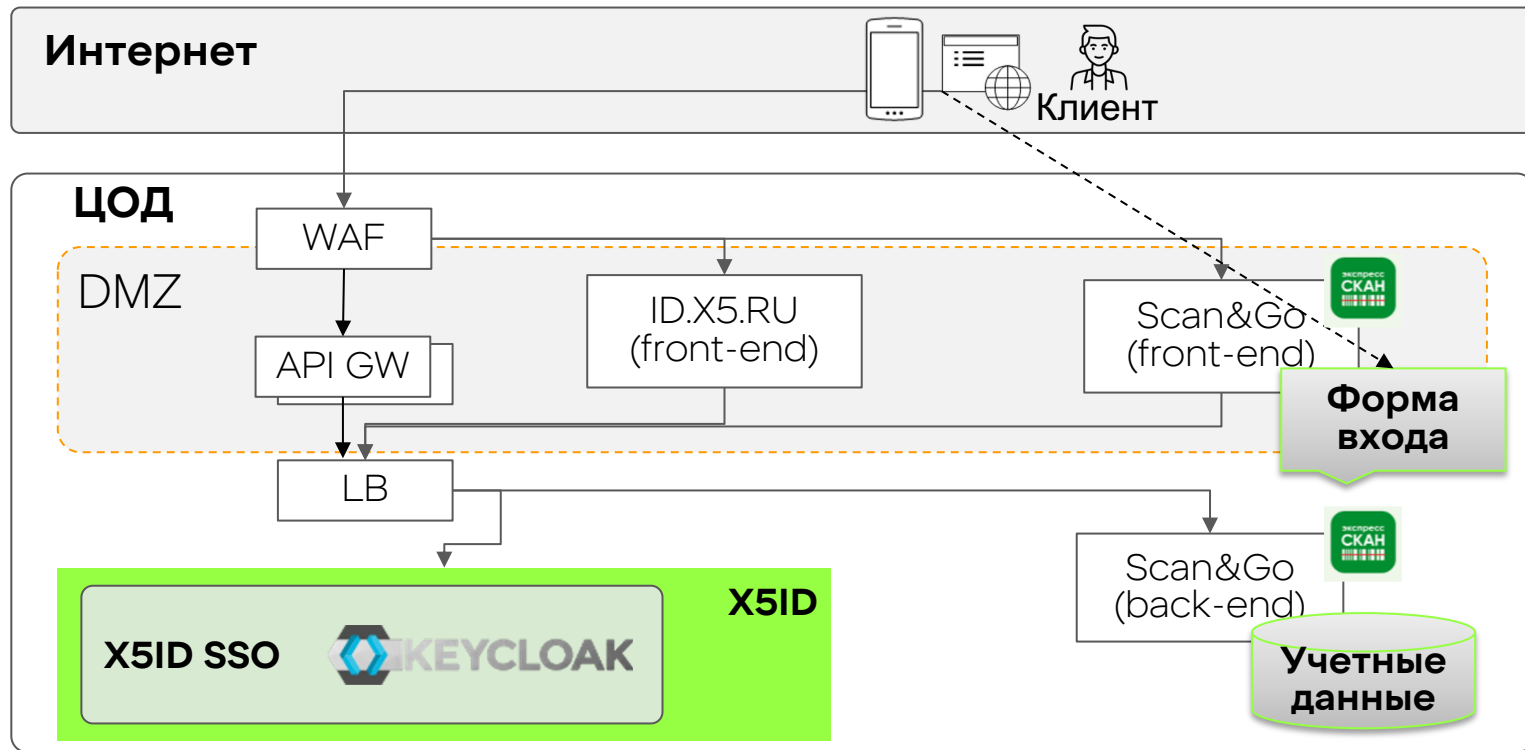 Интернет
Клиент
ЦОД
WAF
DMZ
ID.X5.RU
(front-end)
экспресс
СКАН
Scan&Go
(front-end)
API GW
Форма
входа
LB
экспресс
СКАН
Scan&Go
(back-end)
X5ID
X5ID SSO
KEYCLOAK
Учетные
данные